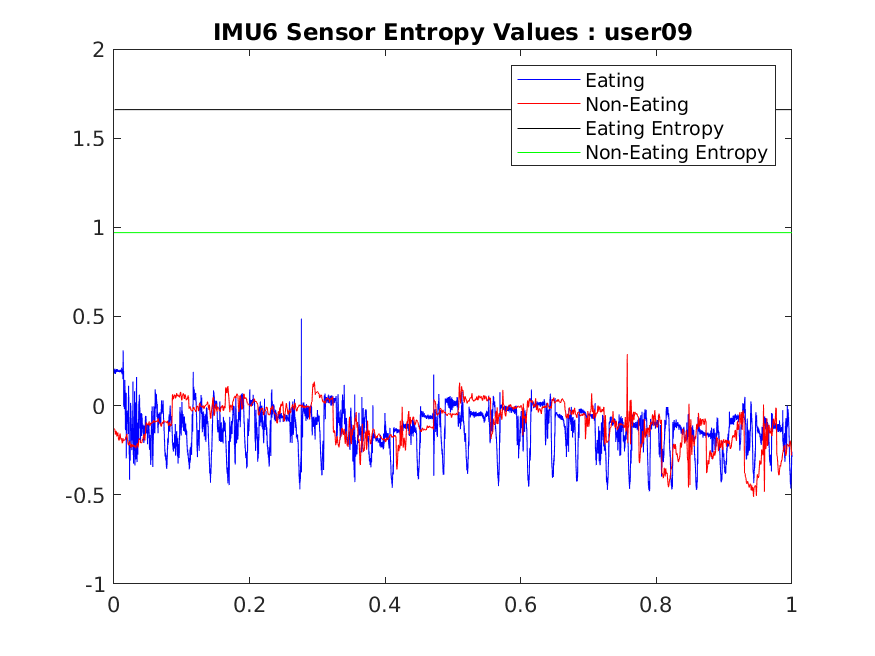 IMU6 Sensor Entropy Values : user09
2
1.5
1
0.5
0
-0.5
-1
Eating
Non-Eating
Eating Entropy
Non-Eating Entropy
0 0.2 0.4 0.6 0.8 1